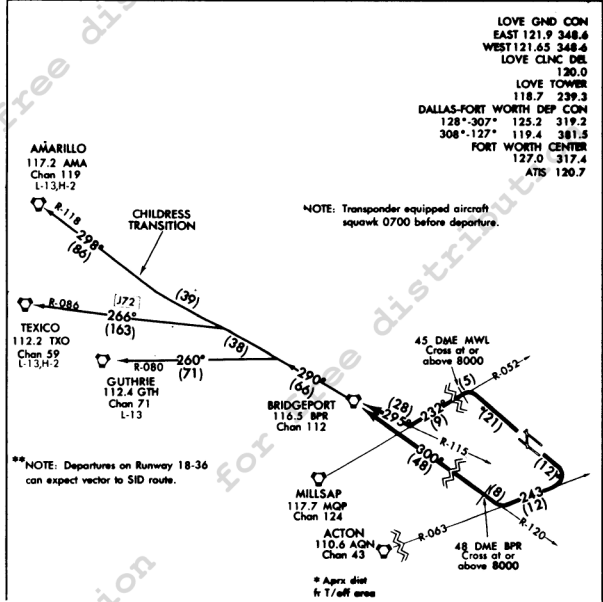 LOVE GND CON
EAST 121.9 348.6
WEST 121.65 348.6
LOVE CLNC DEL
120.0
LOVE TOWER
118.7 239.3
DALLAS-FORT WORTH DEP CON
128°-307° 125.2 319.2
308°-127° 119.4 381.5
FORT WORTH CENTER
127.0 317.4
ATIS 120.7
NOTE: Transponder equipped aircraft
squawk 0700 before departure.
AMARILLO
117.2 AMA
Chan 119
L-13,H-2
R-118
298°
(86)
CHILDRESS
TRANSITION
(39)
R-086
[J72]
266°
(163)
TEXICO
112.2 TXO
Chan 59
L-13,H-2
(38)
R-080
260°
(71)
GUTHRIE
112.4 GTH
Chan 71
L-13
290°
(66)
BRIDGEPORT
116.5 BPR
Chan 112
45 DME MWL
Cross at or
above 8000
(5)
R-052
(28)
295°
232°
(9)
R-115
*(21)
(12)
300°
(48)
(8)
243
(12)
R-120
R-063
48 DME BPR
Cross at or
above 8000
MILLSAP
117.7 MQP
Chan 124
ACTON
110.6 AQN
Chan 43
**NOTE: Departures on Runway 18-36
can expect vector to SID route.
* Aprx dist
fr T/off area
free dis
for free distribution
ion